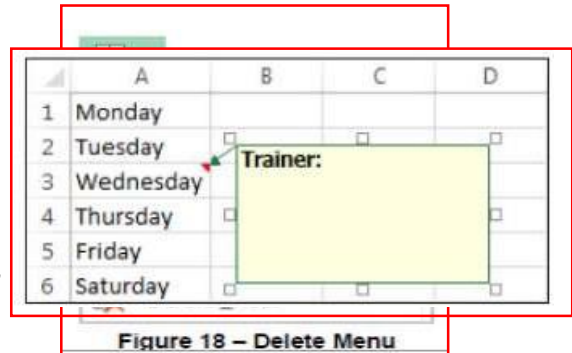 A B C D
1 Monday
2 Tuesday
Trainer:
3 Wednesday
4 Thursday
5 Friday
6 Saturday
Figure 18 – Delete Menu